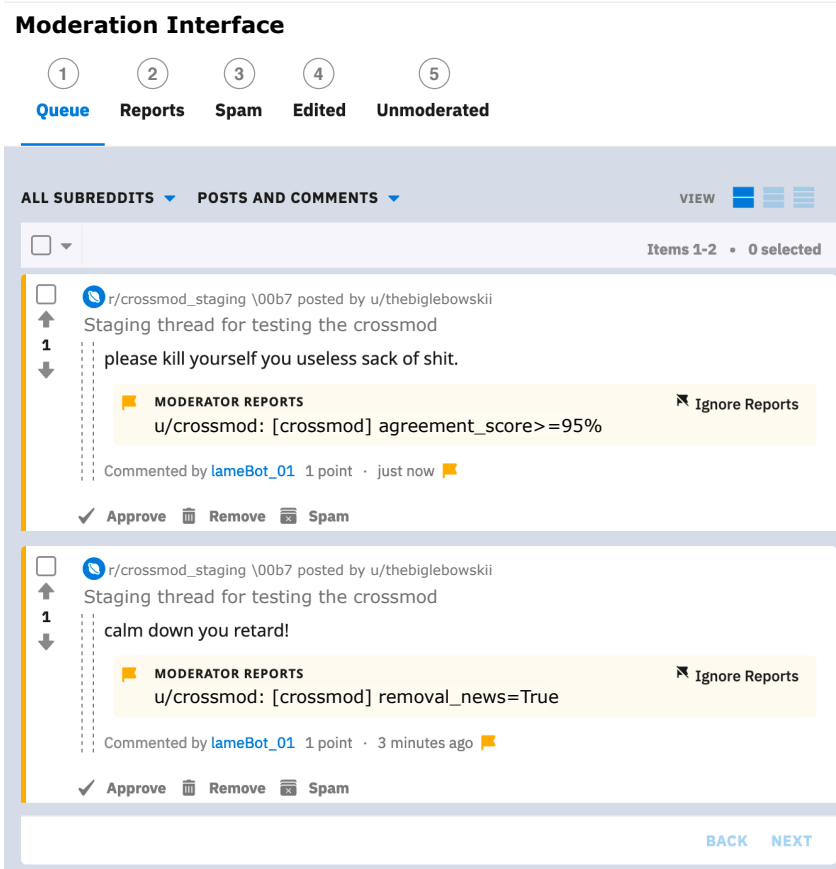 Moderation Interface
1 2 3 4 5
Queue Reports Spam Edited Unmoderated
ALL SUBREDDITS POSTS AND COMMENTS VIEW
Items 1-2 • 0 selected
r/crossmod_staging \00b7 posted by u/thebiglebowskii
Staging thread for testing the crossmod
1
please kill yourself you useless sack of shit.
MODERATOR REPORTS Ignore Reports
u/crossmod: [crossmod] agreement_score>=95%
Commented by lameBot_01 1 point · just now
Approve Remove Spam
r/crossmod_staging \00b7 posted by u/thebiglebowskii
Staging thread for testing the crossmod
1
calm down you retard!
MODERATOR REPORTS Ignore Reports
u/crossmod: [crossmod] removal_news=True
Commented by lameBot_01 1 point · 3 minutes ago
Approve Remove Spam
BACK NEXT